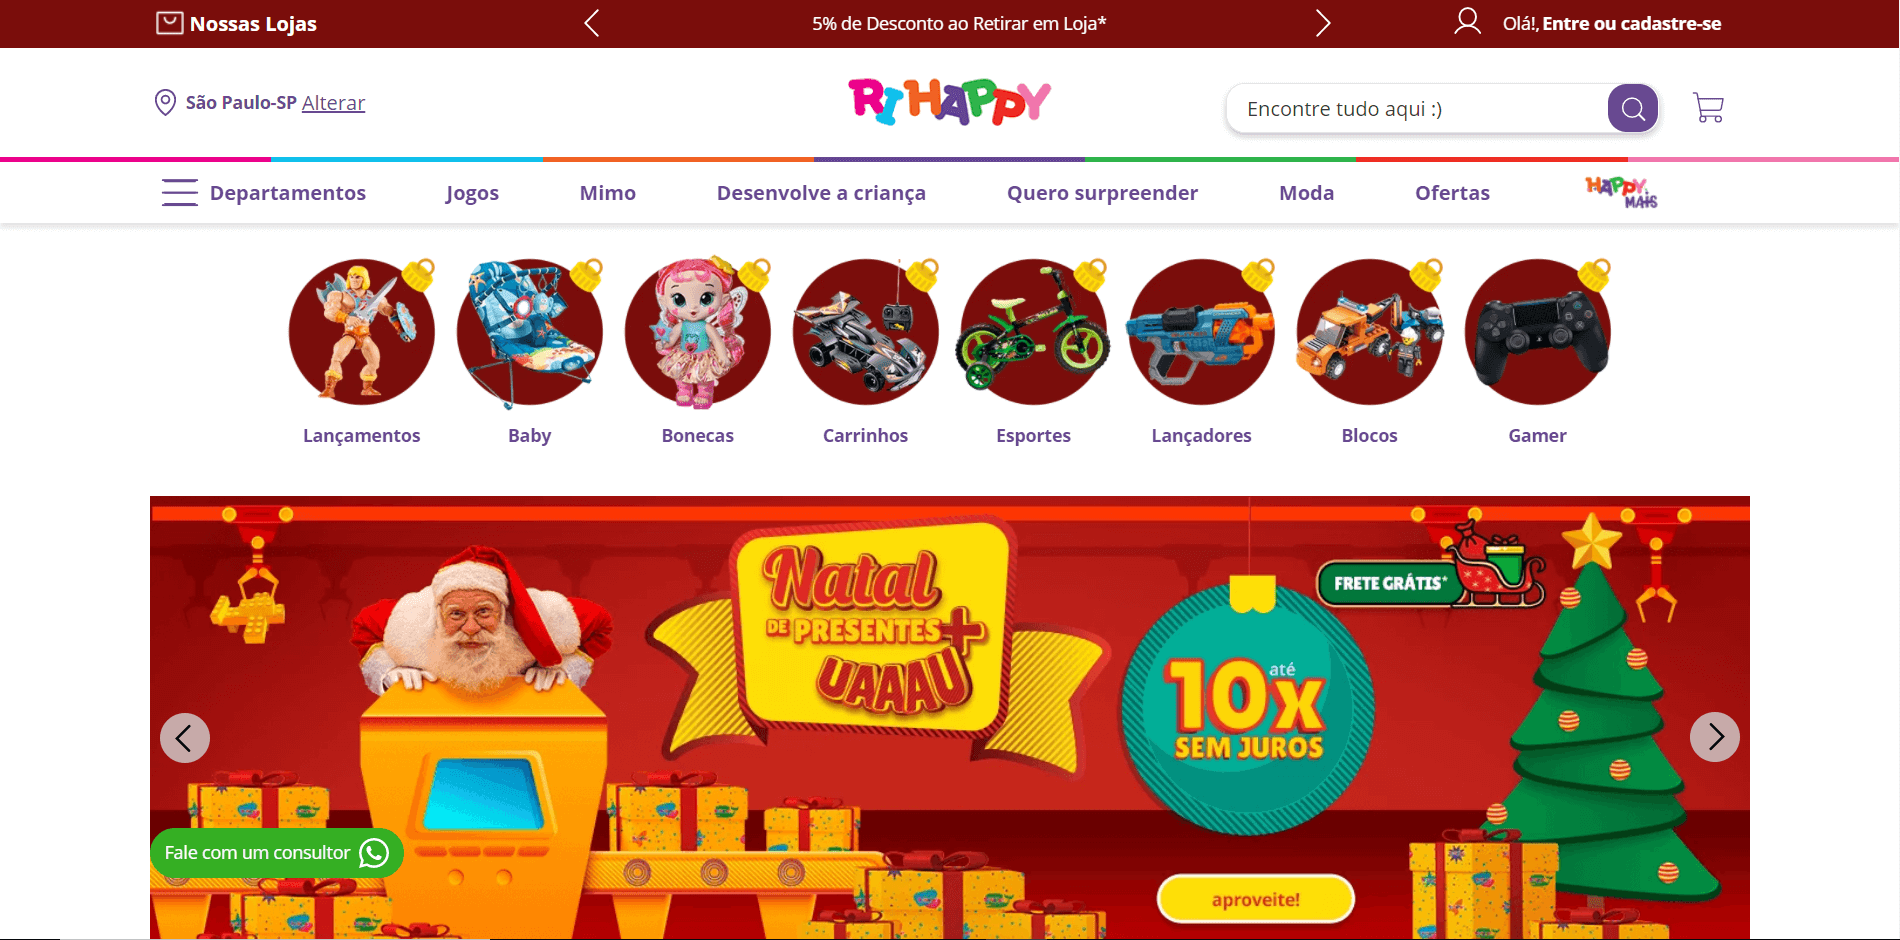 Nossas Lojas
5% de Desconto ao Retirar em Loja*
Olá!, Entre ou cadastre-se
São Paulo-SP Alterar
RI HAPPY
Encontre tudo aqui :)
Departamentos
Jogos
Mimo
Desenvolve a criança
Quero surpreender
Moda
Ofertas
HAPPY
MAIS
Lançamentos
Baby
Bonecas
Carrinhos
Esportes
Lançadores
Blocos
Gamer
Natal
DE PRESENTES +
UAAAU
FRETE GRÁTIS*
até
10x
SEM JUROS
Fale com um consultor
aproveite!